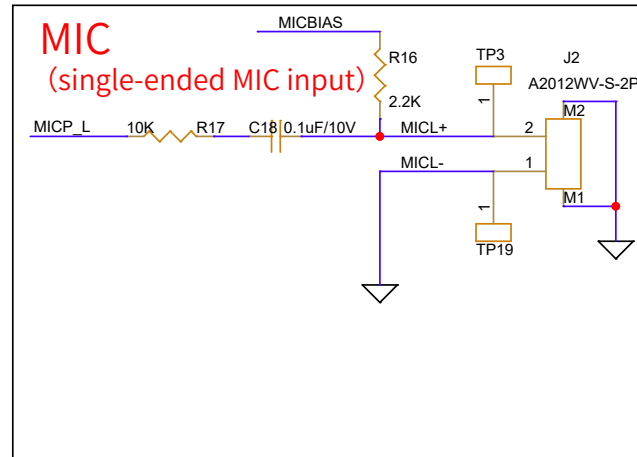 MIC
（single-ended MIC input）
MICBIAS
R16
2.2K
TP3
1
J2
A2012WV-S-2P
M2
MICP_L
10K
R17
C18
0.1uF/10V
MICL+
2
MICL-
1
M1
1
TP19